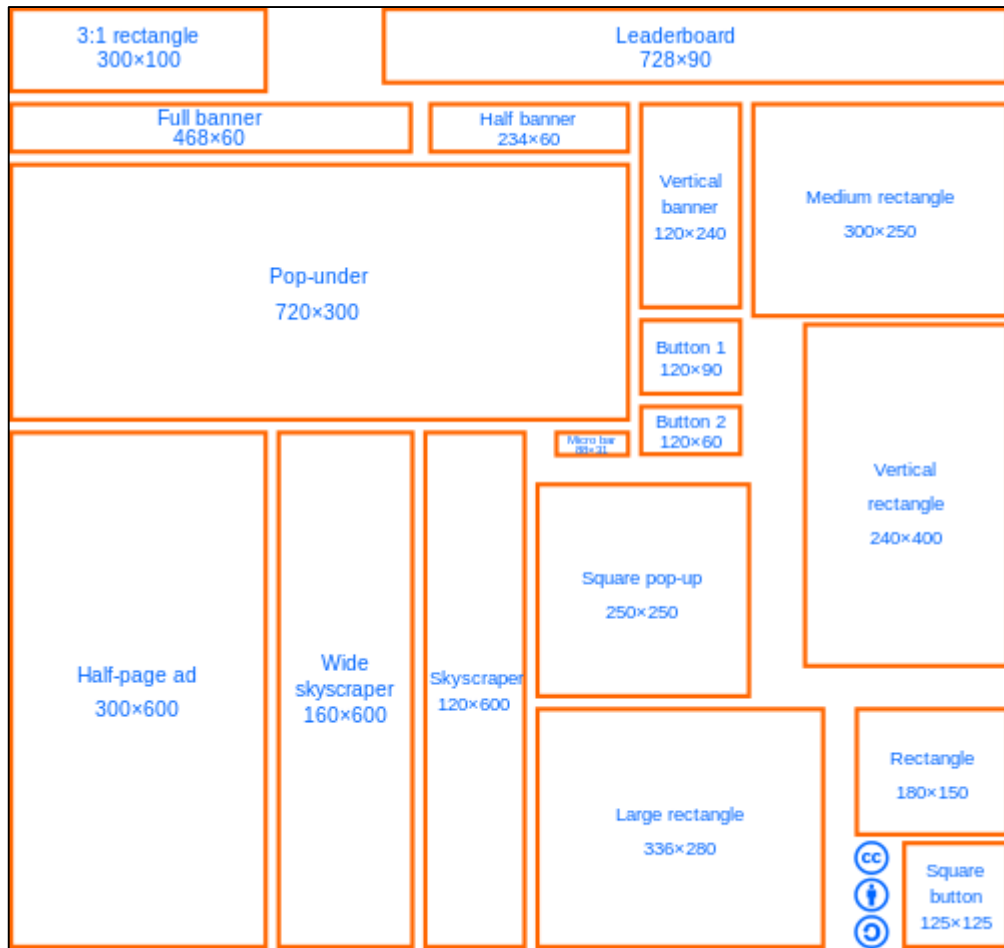 3:1 rectangle
300×100
Leaderboard
728×90
Full banner
468×60
Half banner
234×60
Vertical
banner
120×240
Medium rectangle
300×250
Pop-under
720×300
Button 1
120×90
Button 2
120×60
Micro bar
88×31
Vertical
rectangle
240×400
Square pop-up
250×250
Half-page ad
300×600
Wide
skyscraper
160×600
Skyscraper
120×600
Large rectangle
336×280
Rectangle
180×150
cc
Square
button
125×125